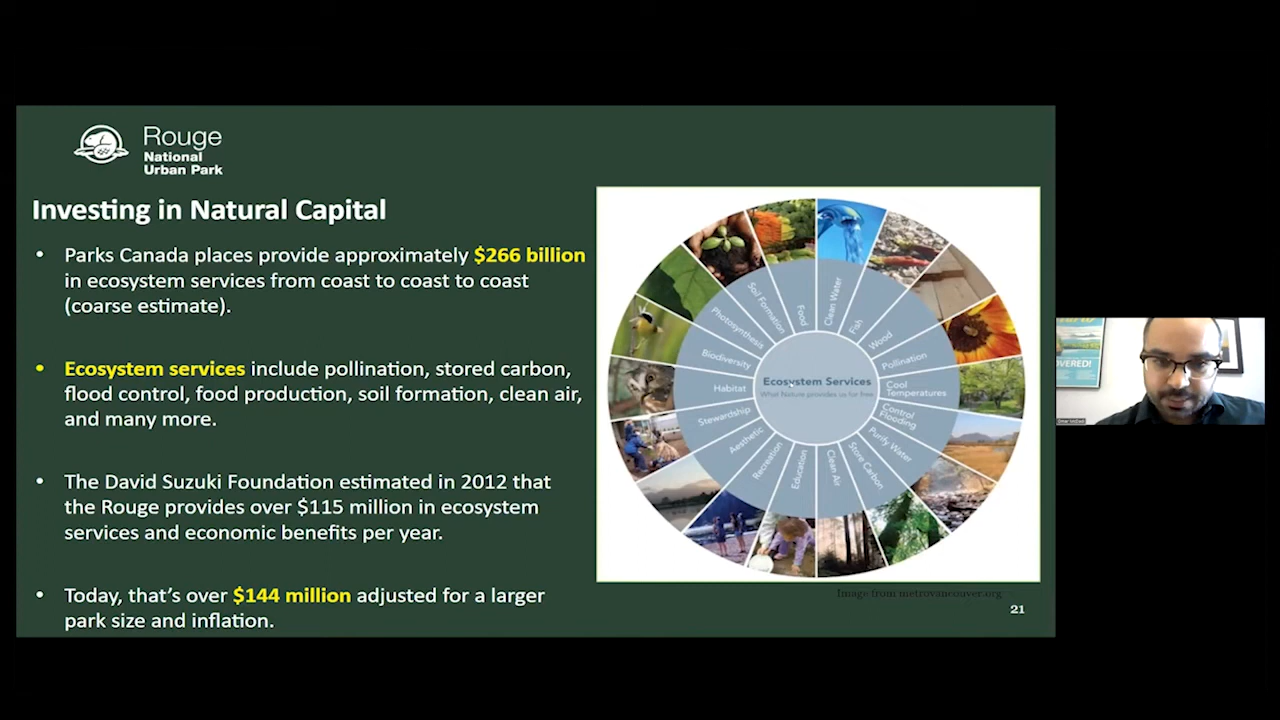 Rouge
National
Urban Park
Investing in Natural Capital
• Parks Canada places provide approximately $266 billion
in ecosystem services from coast to coast to coast
(coarse estimate).
• Ecosystem services include pollination, stored carbon,
flood control, food production, soil formation, clean air,
and many more.
• The David Suzuki Foundation estimated in 2012 that
the Rouge provides over $115 million in ecosystem
services and economic benefits per year.
• Today, that's over $144 million adjusted for a larger
park size and inflation.
Ecosystem Services
What Nature provides us for free
Clean Water
Fish
Wood
Pollination
Cool
Temperatures
Control
Flooding
Purify Water
Store Carbon
Clean Air
Education
Recreation
Aesthetic
Stewardship
Habitat
Biodiversity
Photosynthesis
Soil Formation
Food
Image from metrovancouver.org
21